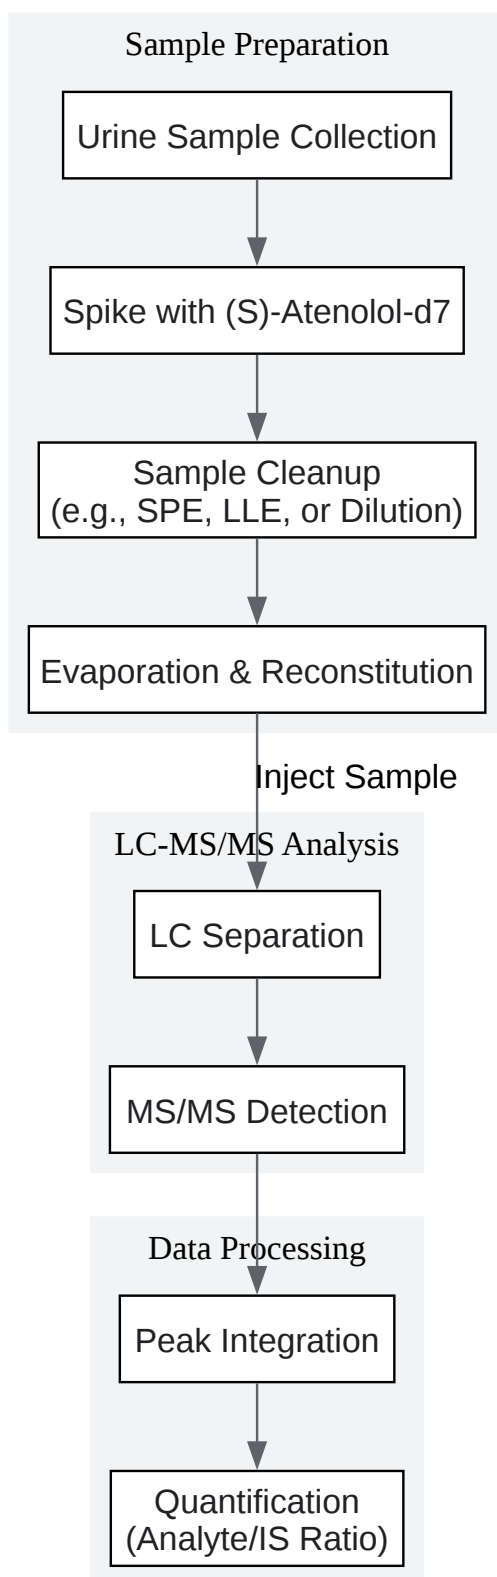 Sample Preparation
Urine Sample Collection
Spike with (S)-Atenolol-d7
Sample Cleanup
(e.g., SPE, LLE, or Dilution)
Evaporation & Reconstitution
Inject Sample
LC-MS/MS Analysis
LC Separation
MS/MS Detection
Data Processing
Peak Integration
Quantification
(Analyte/IS Ratio)